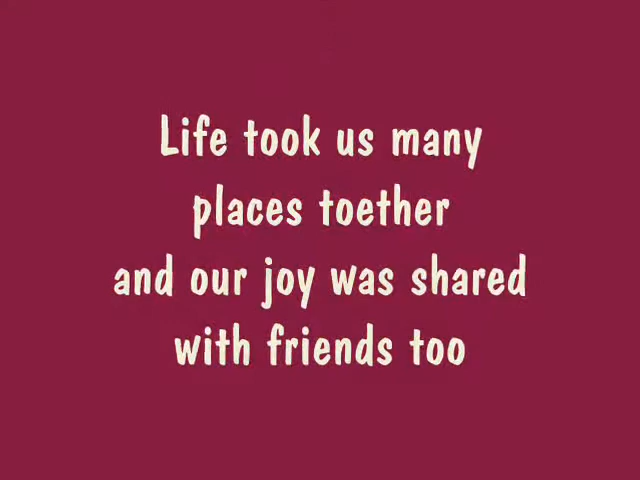 Life took us many
places toether
and our joy was shared
with friends too